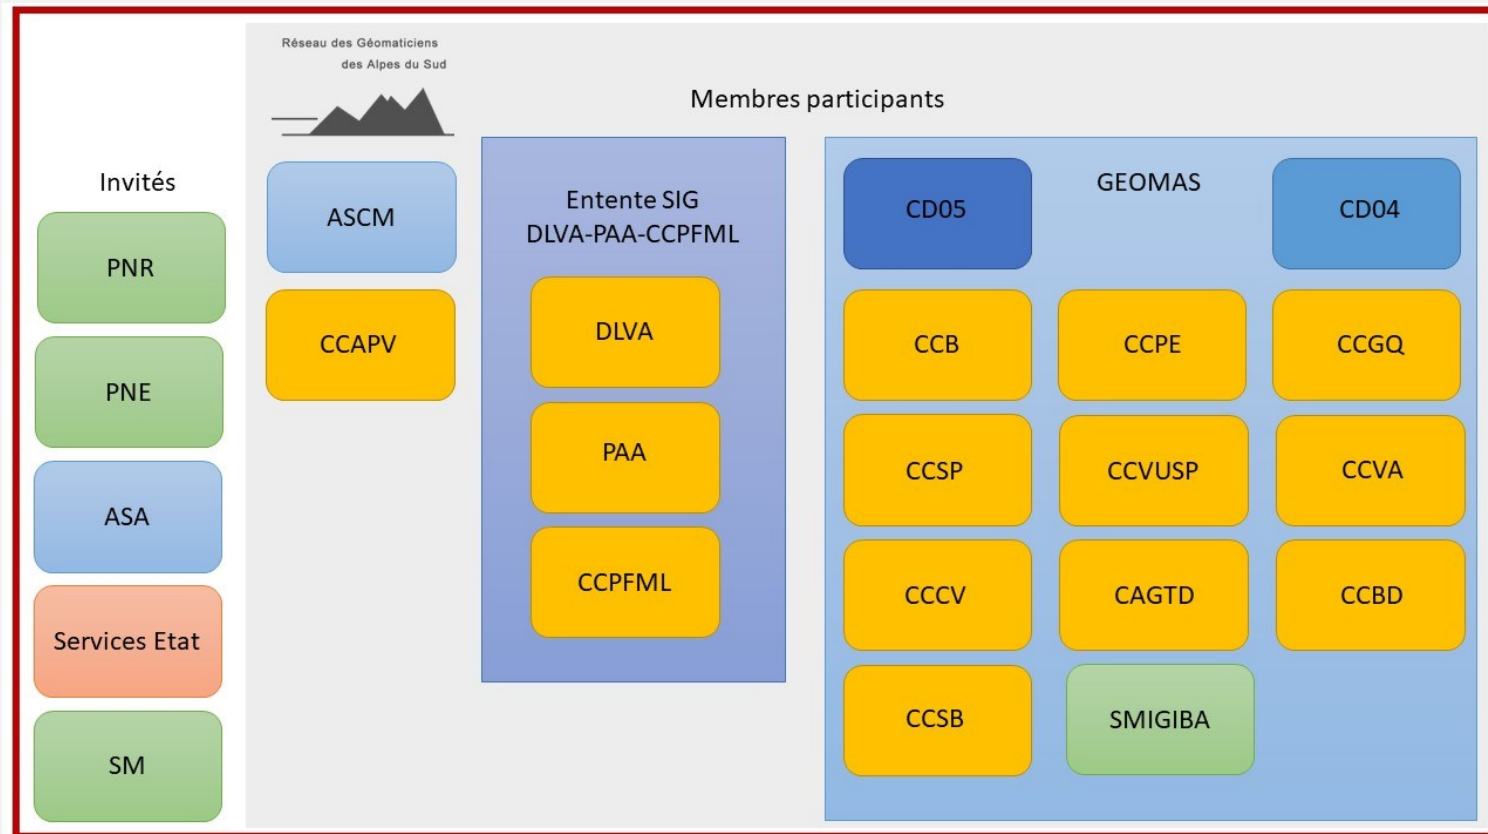 Réseau des Géomaticiens
des Alpes du Sud
Membres participants
Invités
PNR
PNE
ASA
Services Etat
SM
ASCM
CCAPV
Entente SIG
DLVA-PAA-CCPFML
DLVA
PAA
CCPFML
GEOMAS
CD05
CD04
CCB
CCPE
CCGQ
CCSP
CCVUSP
CCVA
CCCV
CAGTD
CCBD
CCSB
SMIGIBA